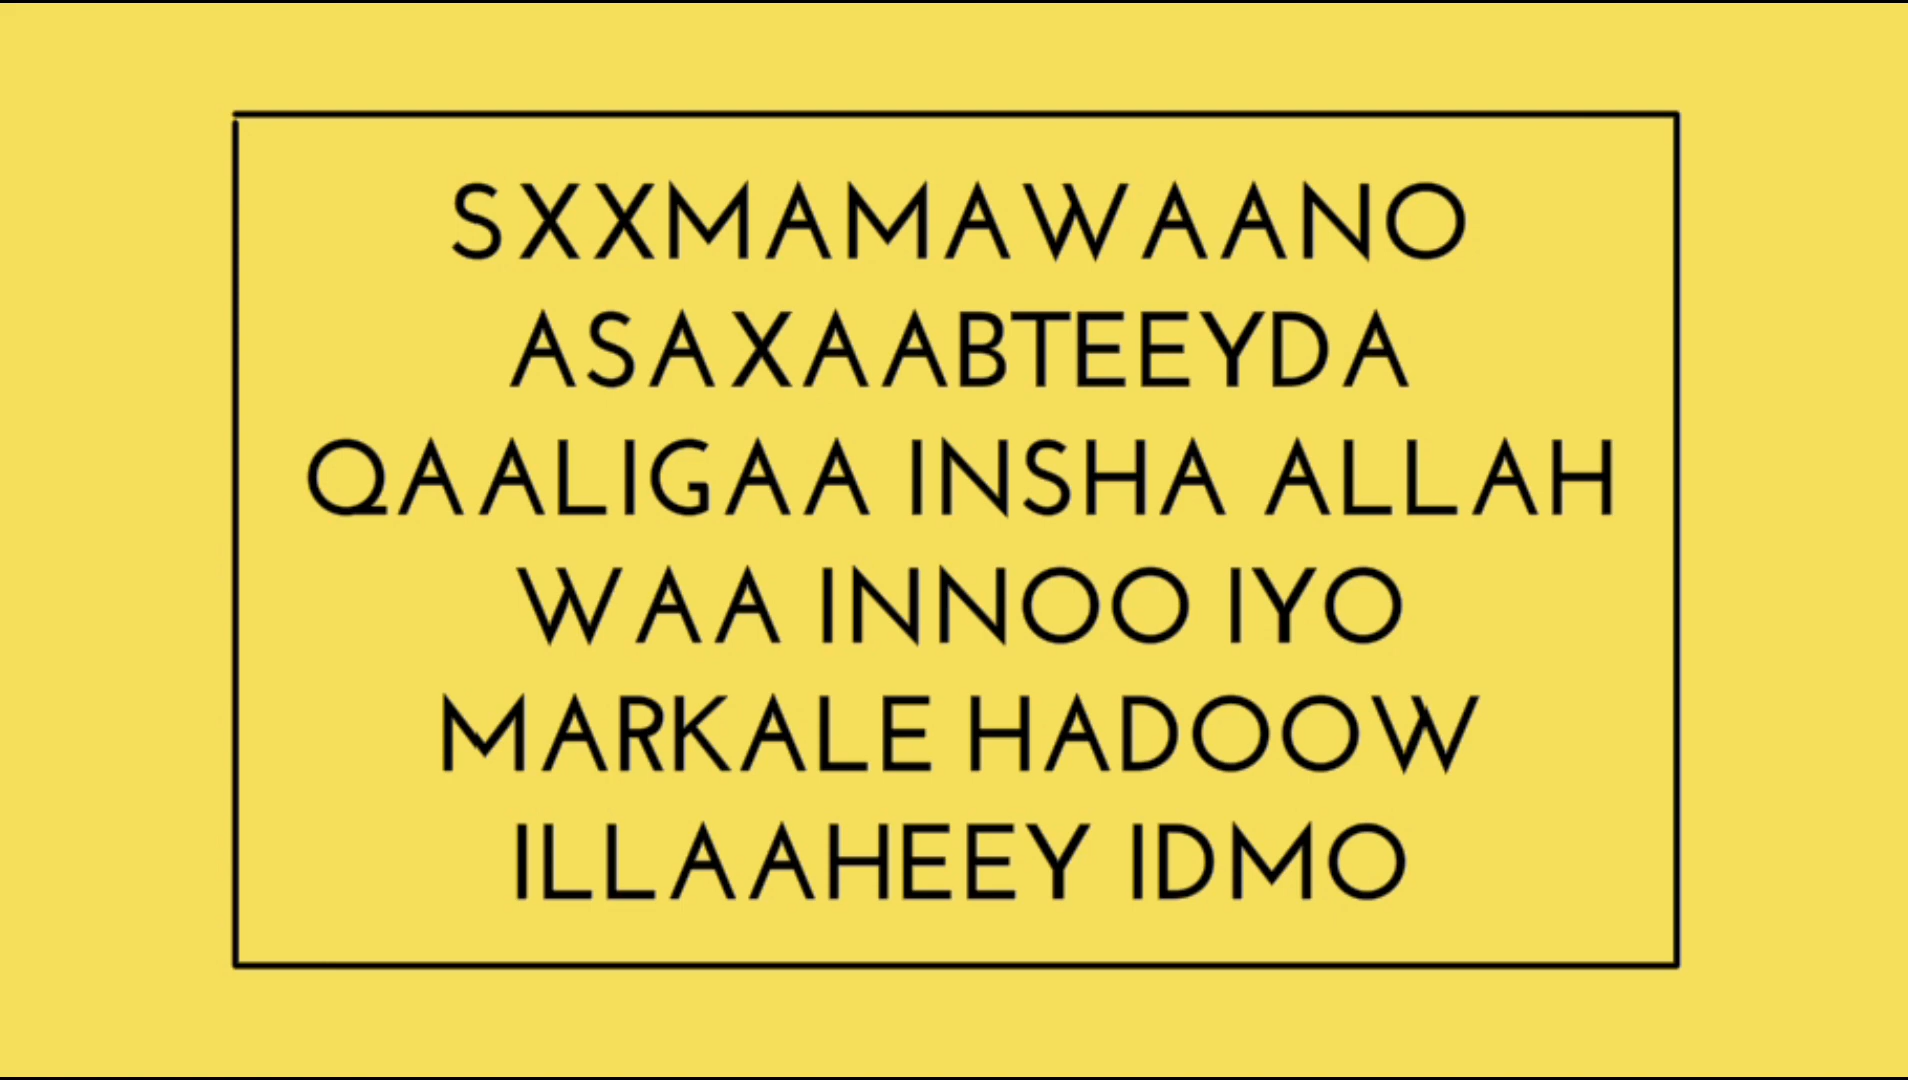 SXXMAMAWAANO
ASAXAABTEEYDA
QAALIGAA INSHA ALLAH
WAA INNOO IYO
MARKALE HADOOW
ILLAAHEEY IDMO